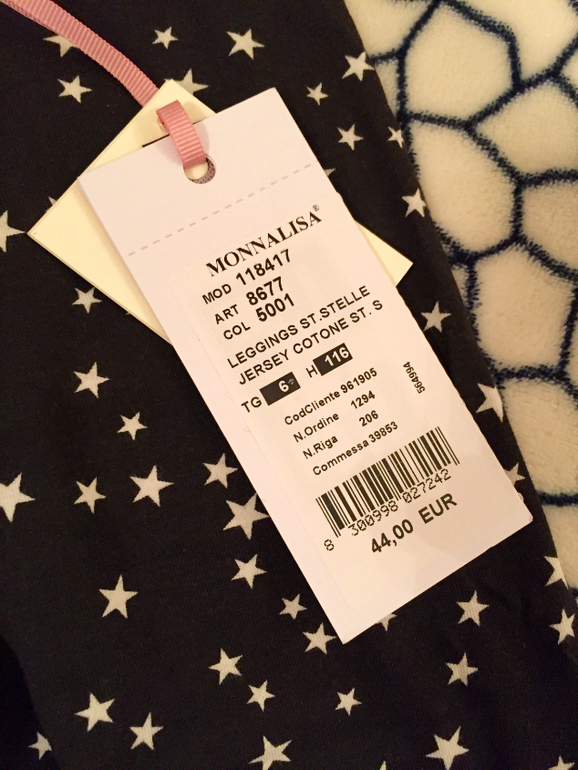 MONNALISA®
MOD 118417
ART 8677
COL 5001
LEGGINGS ST.STELLE
JERSEY COTONE ST. S
TG 6+ H 116
CodCliente 961905
N.Ordine 1294
N.Riga 206
Commessa 39853
564994
8 300998 027242
44,00 EUR